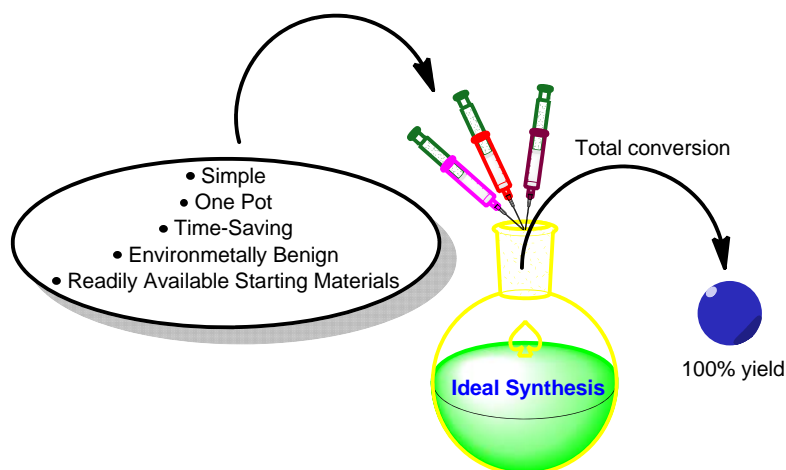 • Simple
• One Pot
• Time-Saving
• Environmetally Benign
• Readily Available Starting Materials
Total conversion
Ideal Synthesis
100% yield